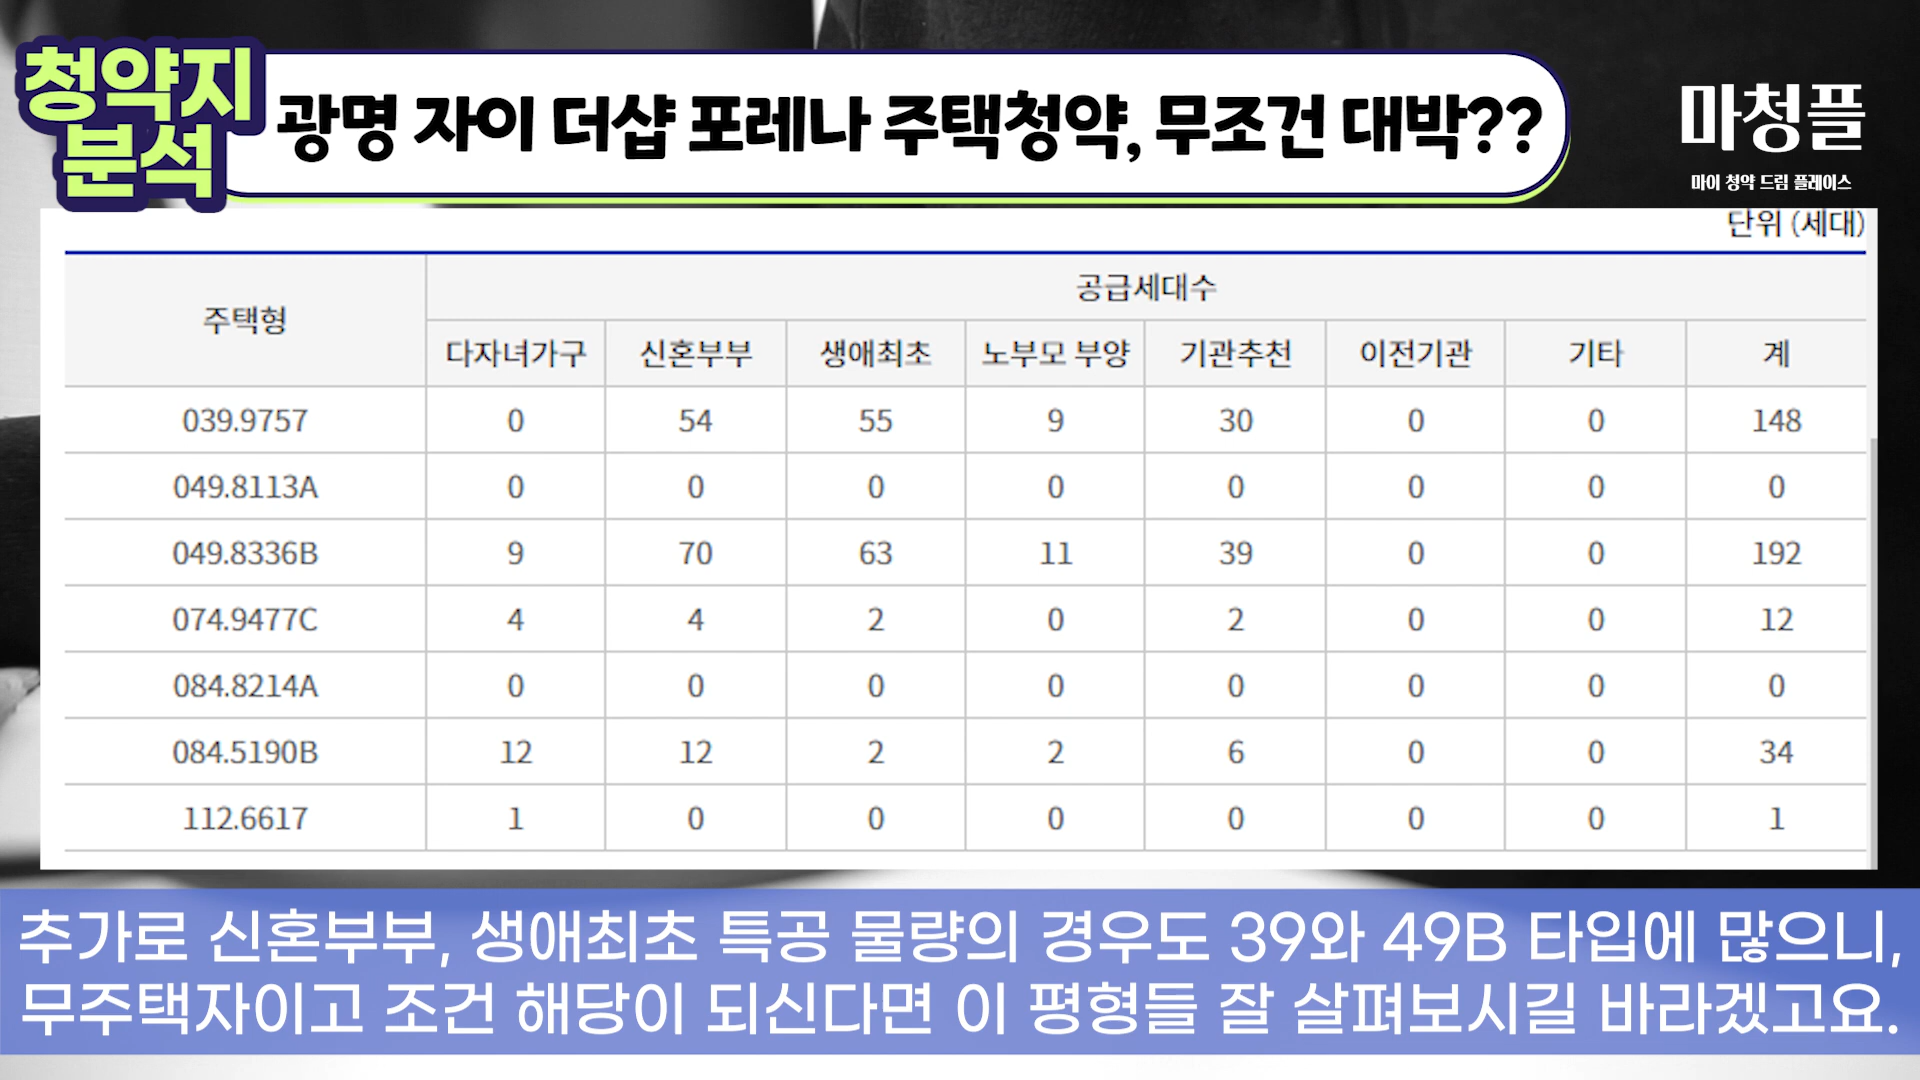 청약지
분석
광명 자이 더샵 포레나 주택청약, 무조건 대박??
마청플
마이 청약 드림 플레이스
단위 (세대)
주택형 공급세대수
다자녀가구 신혼부부 생애최초 노부모 부양 기관추천 이전기관 기타 계
039.9757 0 54 55 9 30 0 0 148
049.8113A 0 0 0 0 0 0 0 0
049.8336B 9 70 63 11 39 0 0 192
074.9477C 4 4 2 0 2 0 0 12
084.8214A 0 0 0 0 0 0 0 0
084.5190B 12 12 2 2 6 0 0 34
112.6617 1 0 0 0 0 0 0 1
추가로 신혼부부, 생애최초 특공 물량의 경우도 39와 49B 타입에 많으니,
무주택자이고 조건 해당이 되신다면 이 평형들 잘 살펴보시길 바라겠고요.